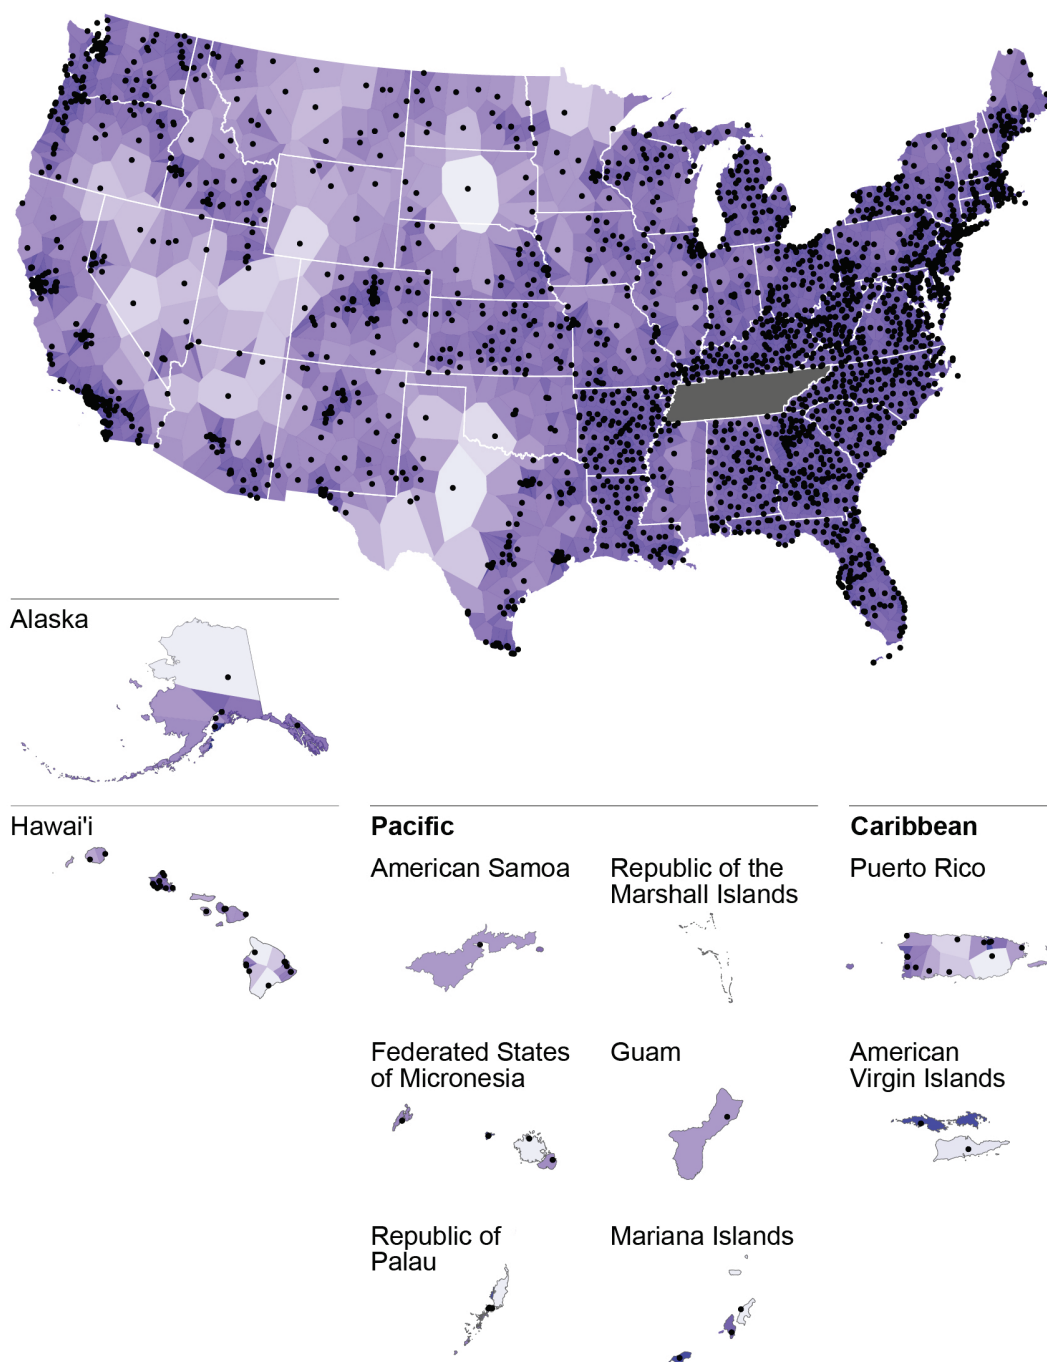 Alaska
Hawai'i
Pacific
Caribbean
American Samoa
Republic of the
Marshall Islands
Puerto Rico
Federated States
of Micronesia
Guam
American
Virgin Islands
Republic of
Palau
Mariana Islands